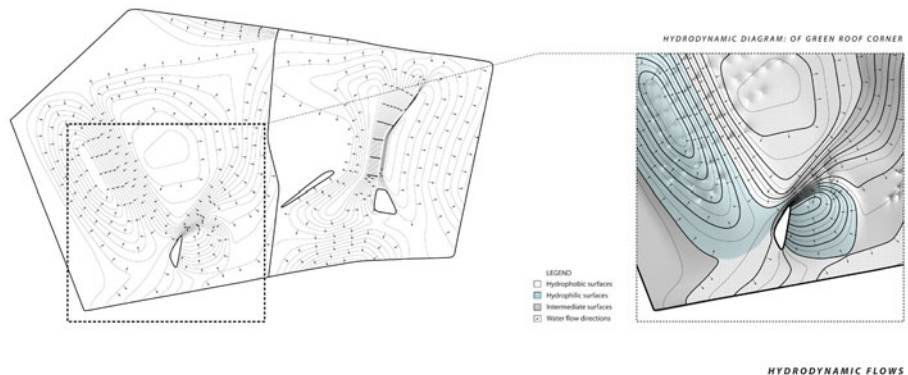 HYDRODYNAMIC DIAGRAM: OF GREEN ROOF CORNER
LEGEND
Hydrophobic surfaces
Hydrophilic surfaces
Intermediate surfaces
Water flow directions
HYDRODYNAMIC FLOWS